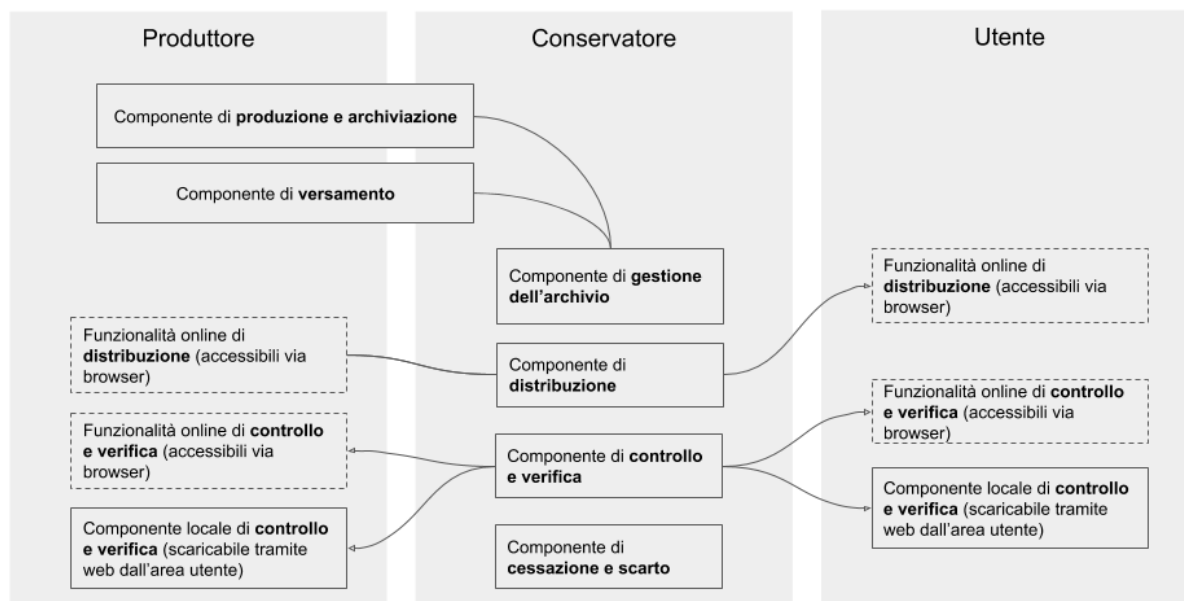 Produttore
Conservatore
Utente
Componente di produzione e archiviazione
Componente di versamento
Componente di gestione
dell'archivio
Funzionalità online di
distribuzione (accessibili via
browser)
Funzionalità online di
distribuzione (accessibili via
browser)
Componente di
distribuzione
Funzionalità online di controllo
e verifica (accessibili via
browser)
Funzionalità online di controllo
e verifica (accessibili via
browser)
Componente di controllo
e verifica
Componente locale di controllo
e verifica (scaricabile tramite
web dall'area utente)
Componente locale di controllo
e verifica (scaricabile tramite
web dall'area utente)
Componente di
cessazione e scarto